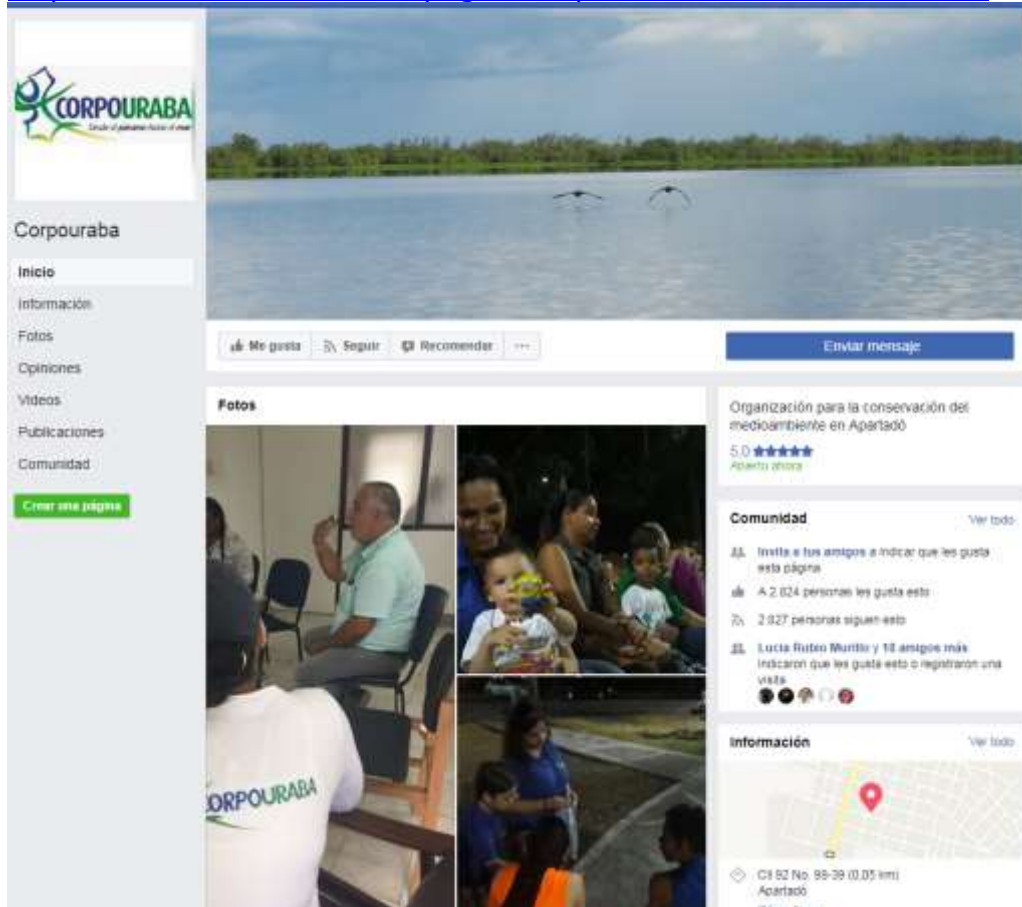 CORPOURABA
Corpouraba
Inicio
Información
Fotos
Opiniones
Videos
Publicaciones
Comunidad
Crear una página
Me gusta
Seguir
Recomendar
Enviar mensaje
Fotos
CORPOURABA
Organización para la conservación del
medioambiente en Apartadó
5,0
Abierto ahora
Comunidad
Ver todo
Invita a tus amigos a indicar que les gusta
esta página
A 2.824 personas les gusta esto
2.827 personas siguen esto
Lucia Rubio Murillo y 18 amigos más
indicaron que les gusta esto o registraron una
visita
Información
Ver todo
Cll 92 No. 98-39 (0,05 km)
Apartadó